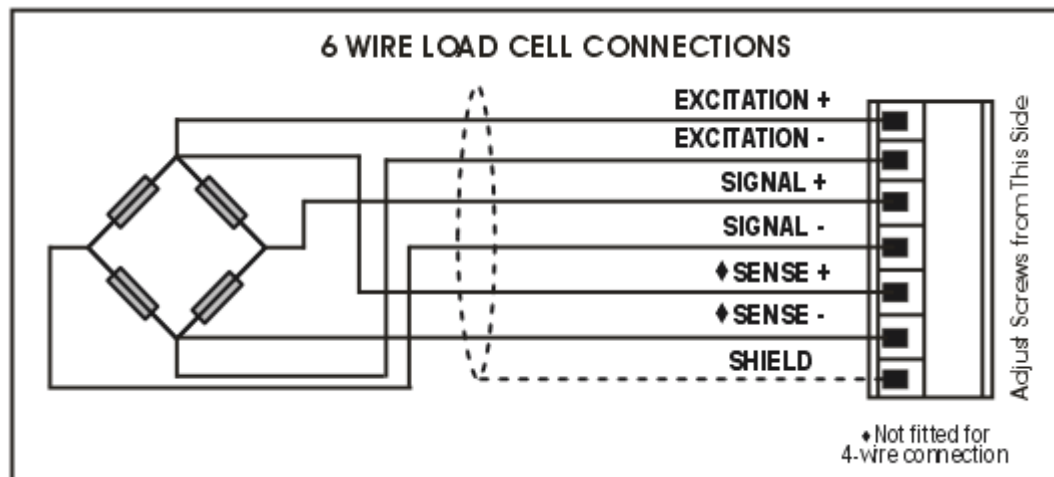 6 WIRE LOAD CELL CONNECTIONS
EXCITATION +
EXCITATION -
SIGNAL +
SIGNAL -
♦SENSE +
♦SENSE -
SHIELD
Adjust Screws from This Side
♦Not fitted for
4-wire connection